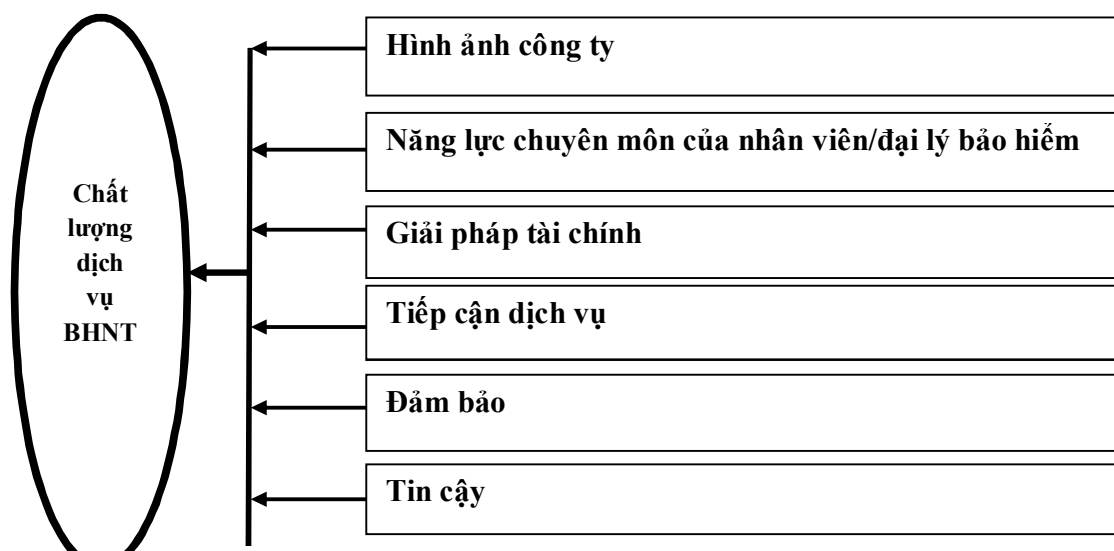 Hình ảnh công ty
Năng lực chuyên môn của nhân viên/đại lý bảo hiểm
Giải pháp tài chính
Tiếp cận dịch vụ
Đảm bảo
Tin cậy
Chất
lượng
dịch
vụ
BHNT